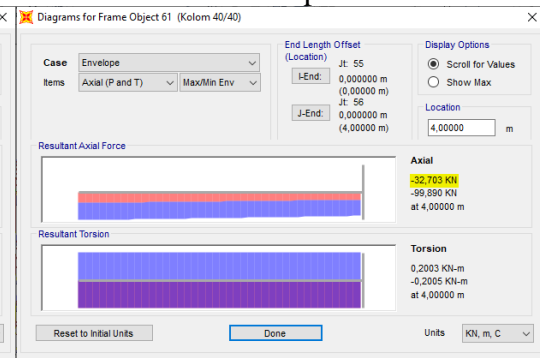 Diagrams for Frame Object 61 (Kolom 40/40)
Case Envelope
Items Axial (P and T) Max/Min Env
End Length Offset
(Location)
Jt: 55
I-End: 0,000000 m
(0,00000 m)
Jt: 56
J-End: 0,000000 m
(4,00000 m)
Display Options
Scroll for Values
Show Max
Location
4,00000 m
Resultant Axial Force
Axial
-32,703 KN
-99,890 KN
at 4,00000 m
Resultant Torsion
Torsion
0,2003 KN-m
-0,2005 KN-m
at 4,00000 m
Reset to Initial Units Done Units KN, m, C